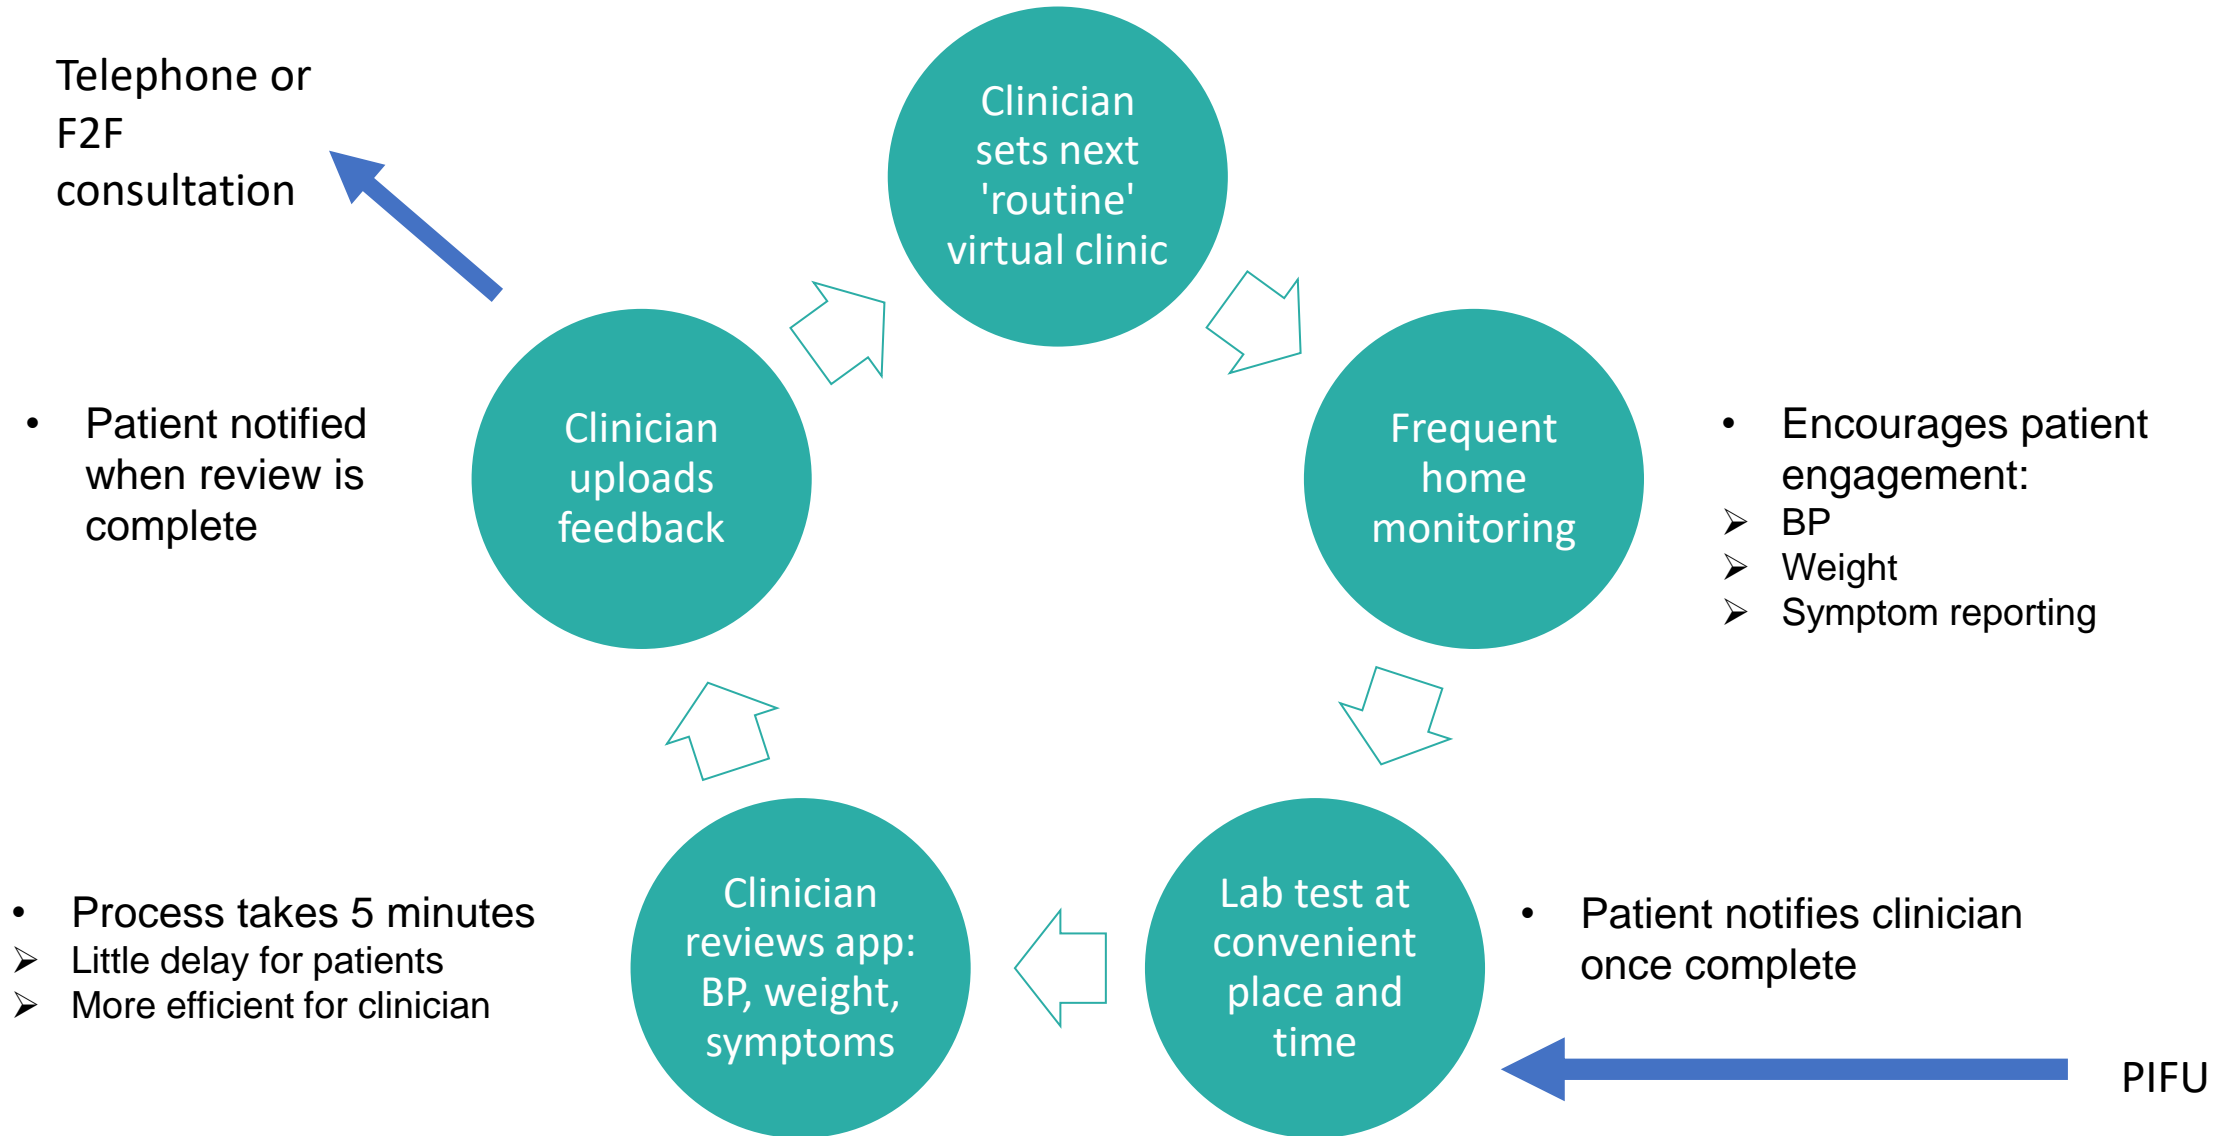 Telephone or
F2F
consultation
Clinician
sets next
'routine'
virtual clinic
• Patient notified
when review is
complete
Clinician
uploads
feedback
Frequent
home
monitoring
• Encourages patient
engagement:
➢ BP
➢ Weight
➢ Symptom reporting
• Process takes 5 minutes
➢ Little delay for patients
➢ More efficient for clinician
Clinician
reviews app:
BP, weight,
symptoms
Lab test at
convenient
place and
time
• Patient notifies clinician
once complete
PIFU